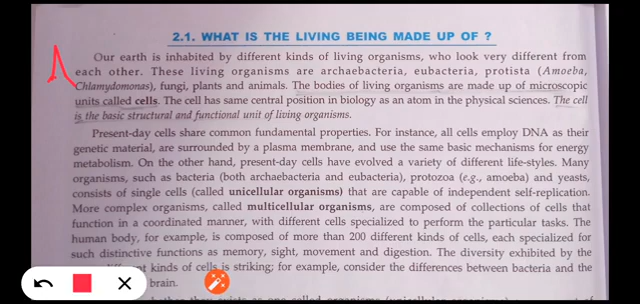 2.1. WHAT IS THE LIVING BEING MADE UP OF ?
Our earth is inhabited by different kinds of living organisms, who look very different from
each other. These living organisms are archaebacteria, eubacteria, protista (Amoeba,
Chlamydomonas), fungi, plants and animals. The bodies of living organisms are made up of microscopic
units called cells. The cell has same central position in biology as an atom in the physical sciences. The cell
is the basic structural and functional unit of living organisms.
Present-day cells share common fundamental properties. For instance, all cells employ DNA as their
genetic material, are surrounded by a plasma membrane, and use the same basic mechanisms for energy
metabolism. On the other hand, present-day cells have evolved a variety of different life-styles. Many
organisms, such as bacteria (both archaebacteria and eubacteria), protozoa (e.g., amoeba) and yeasts,
consists of single cells (called unicellular organisms) that are capable of independent self-replication.
More complex organisms, called multicellular organisms, are composed of collections of cells that
function in a coordinated manner, with different cells specialized to perform the particular tasks. The
human body, for example, is composed of more than 200 different kinds of cells, each specialized for
such distinctive functions as memory, sight, movement and digestion. The diversity exhibited by the
kinds of cells is striking; for example, consider the differences between bacteria and the
brain.